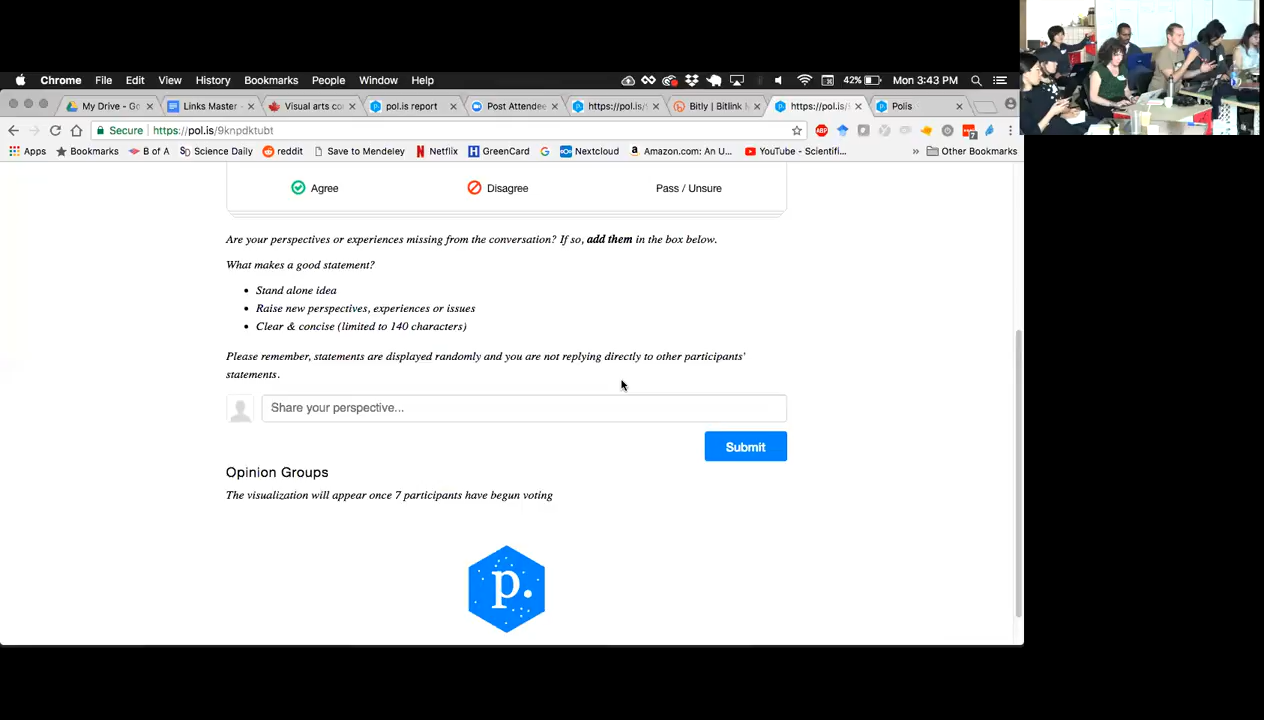 Chrome File Edit View History Bookmarks People Window Help 42% Mon 3:43 PM
My Drive - Go Links Master - Visual arts co pol.is report Post Attendee https://pol.is/ Bitly | Bitlink M https://pol.is/ Polis
Secure https://pol.is/9knpdktubt
Apps Bookmarks B of A Science Daily reddit Save to Mendeley Netflix GreenCard Nextcloud Amazon.com: An U... YouTube - Scientifi... » Other Bookmarks
Agree Disagree Pass / Unsure
Are your perspectives or experiences missing from the conversation? If so, add them in the box below.
What makes a good statement?
• Stand alone idea
• Raise new perspectives, experiences or issues
• Clear & concise (limited to 140 characters)
Please remember, statements are displayed randomly and you are not replying directly to other participants'
statements.
Share your perspective...
Submit
Opinion Groups
The visualization will appear once 7 participants have begun voting
p.